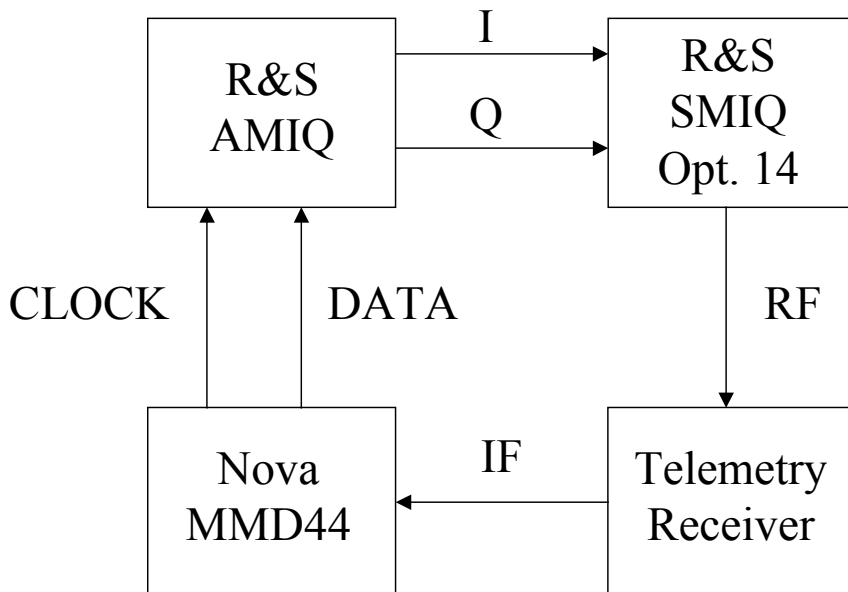 R&S
AMIQ
I
Q
R&S
SMIQ
Opt. 14
CLOCK
DATA
RF
Nova
MMD44
IF
Telemetry
Receiver